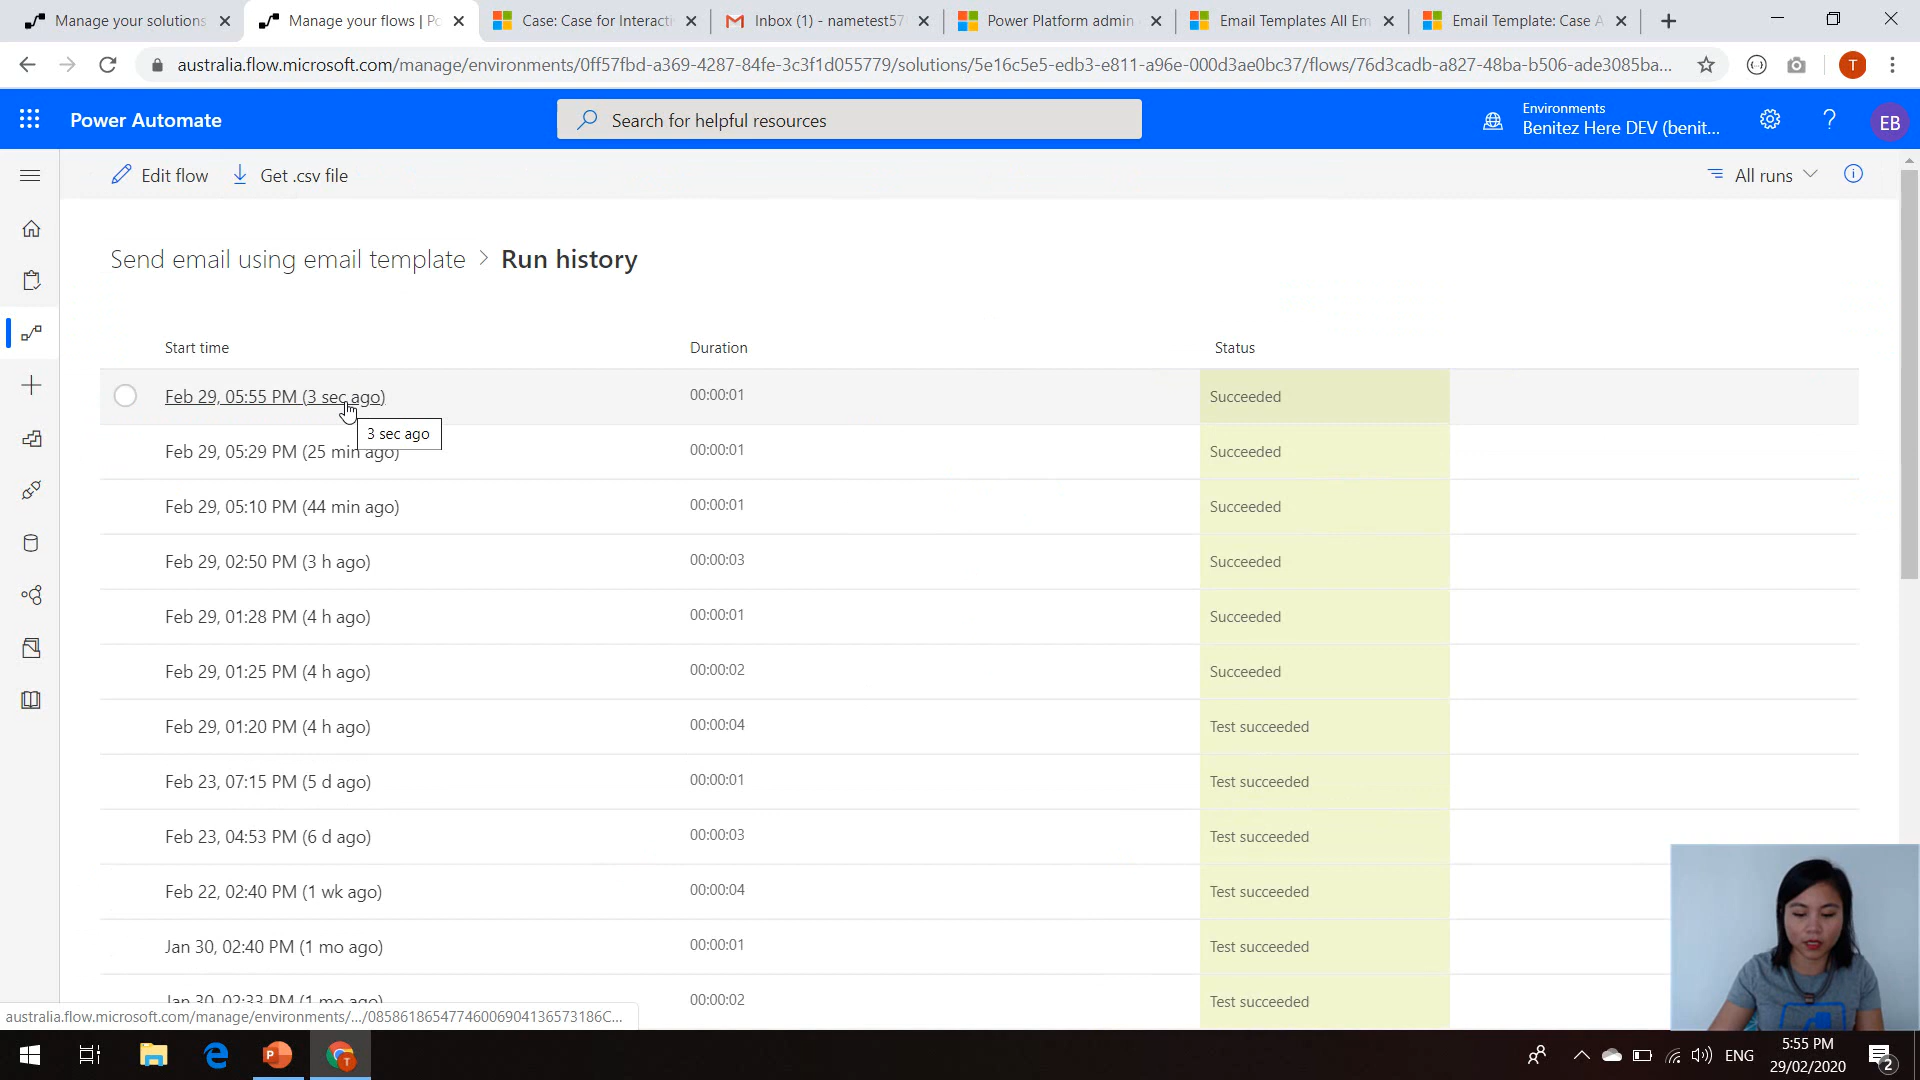 Manage your solutions
Manage your flows | Po
Case: Case for Interacti
Inbox (1) - nametest57
Power Platform admin
Email Templates All Em
Email Template: Case A
australia.flow.microsoft.com/manage/environments/0ff57fbd-a369-4287-84fe-3c3f1d055779/solutions/5e16c5e5-edb3-e811-a96e-000d3ae0bc37/flows/76d3cadb-a827-48ba-b506-ade3085ba...
T
Power Automate
Search for helpful resources
Environments
Benitez Here DEV (benit...
?
EB
Edit flow
Get .csv file
All runs
Send email using email template > Run history
Start time Duration Status
Feb 29, 05:55 PM (3 sec ago) 00:00:01 Succeeded
3 sec ago
Feb 29, 05:29 PM (25 min ago) 00:00:01 Succeeded
Feb 29, 05:10 PM (44 min ago) 00:00:01 Succeeded
Feb 29, 02:50 PM (3 h ago) 00:00:03 Succeeded
Feb 29, 01:28 PM (4 h ago) 00:00:01 Succeeded
Feb 29, 01:25 PM (4 h ago) 00:00:02 Succeeded
Feb 29, 01:20 PM (4 h ago) 00:00:04 Test succeeded
Feb 23, 07:15 PM (5 d ago) 00:00:01 Test succeeded
Feb 23, 04:53 PM (6 d ago) 00:00:03 Test succeeded
Feb 22, 02:40 PM (1 wk ago) 00:00:04 Test succeeded
Jan 30, 02:40 PM (1 mo ago) 00:00:01 Test succeeded
Jan 30, 02:33 PM (1 mo ago) 00:00:02 Test succeeded
australia.flow.microsoft.com/manage/environments/.../08586186547746006904136573186C...
ENG
5:55 PM
29/02/2020
2